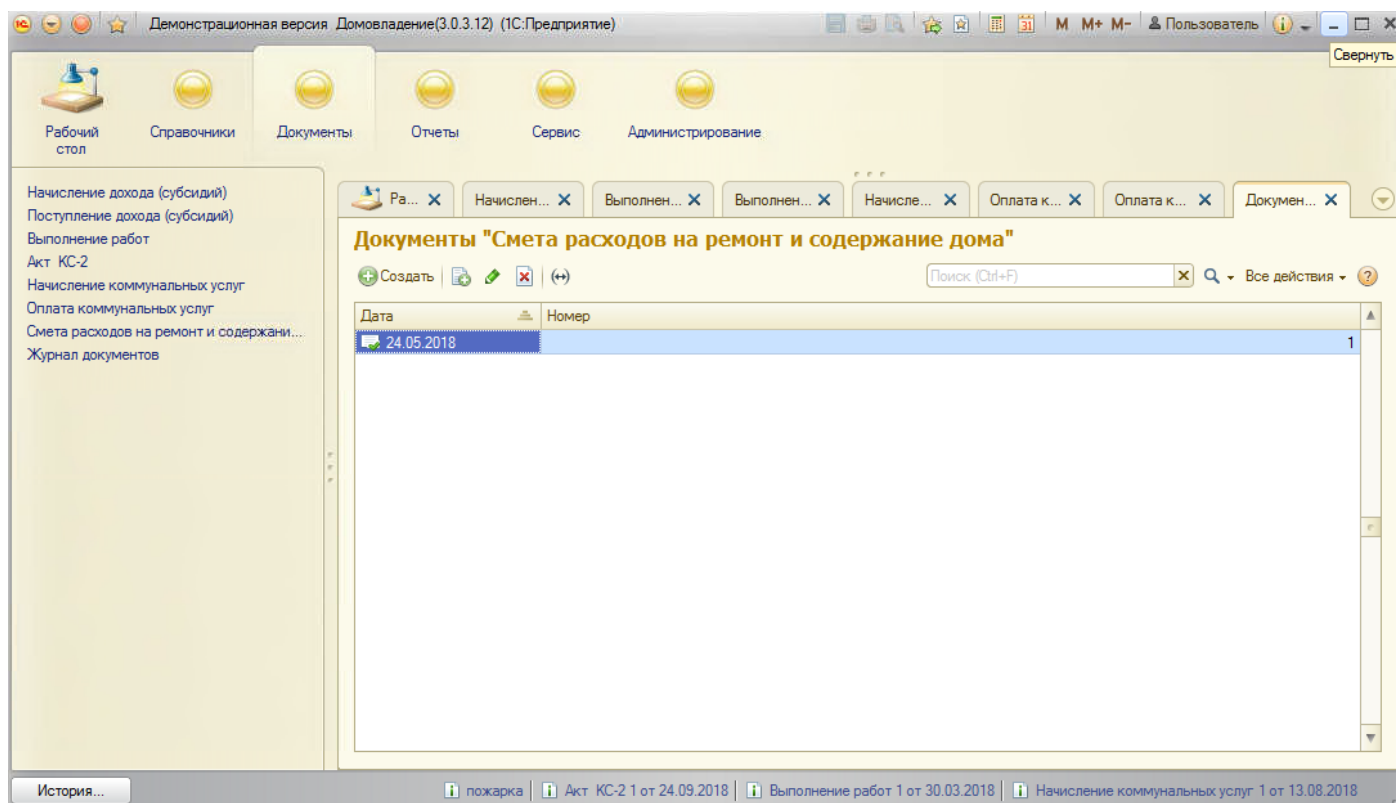 Демонстрационная версия Домовладение(3.0.3.12) (1С:Предприятие)
31 M M+ M- Пользователь
Свернуть
Рабочий стол
Справочники
Документы
Отчеты
Сервис
Администрирование
Начисление дохода (субсидий)
Поступление дохода (субсидий)
Выполнение работ
Акт КС-2
Начисление коммунальных услуг
Оплата коммунальных услуг
Смета расходов на ремонт и содержани...
Журнал документов
Ра... Начислен... Выполнен... Выполнен... Начисле... Оплата к... Оплата к... Докумен...
Документы "Смета расходов на ремонт и содержание дома"
Создать Поиск (Ctrl+F) Все действия
Дата Номер
24.05.2018 1
История... пожарка Акт КС-2 1 от 24.09.2018 Выполнение работ 1 от 30.03.2018 Начисление коммунальных услуг 1 от 13.08.2018